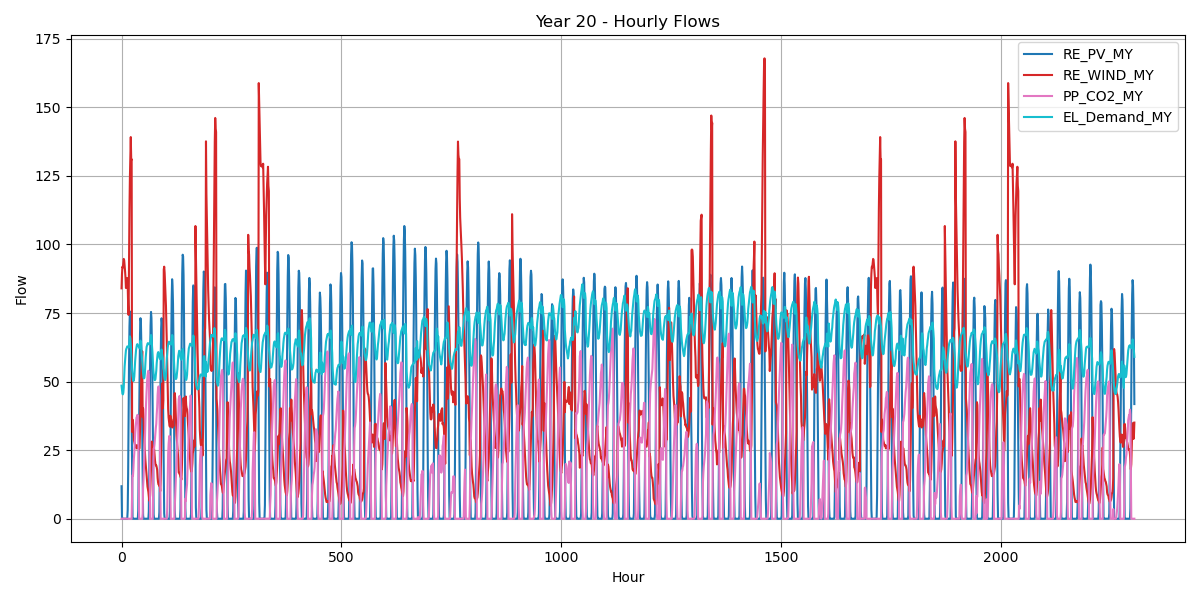 Year 20 - Hourly Flows
175
150
125
100
75
50
25
0
Flow
0
500
1000
1500
2000
Hour
RE_PV_MY
RE_WIND_MY
PP_CO2_MY
EL_Demand_MY